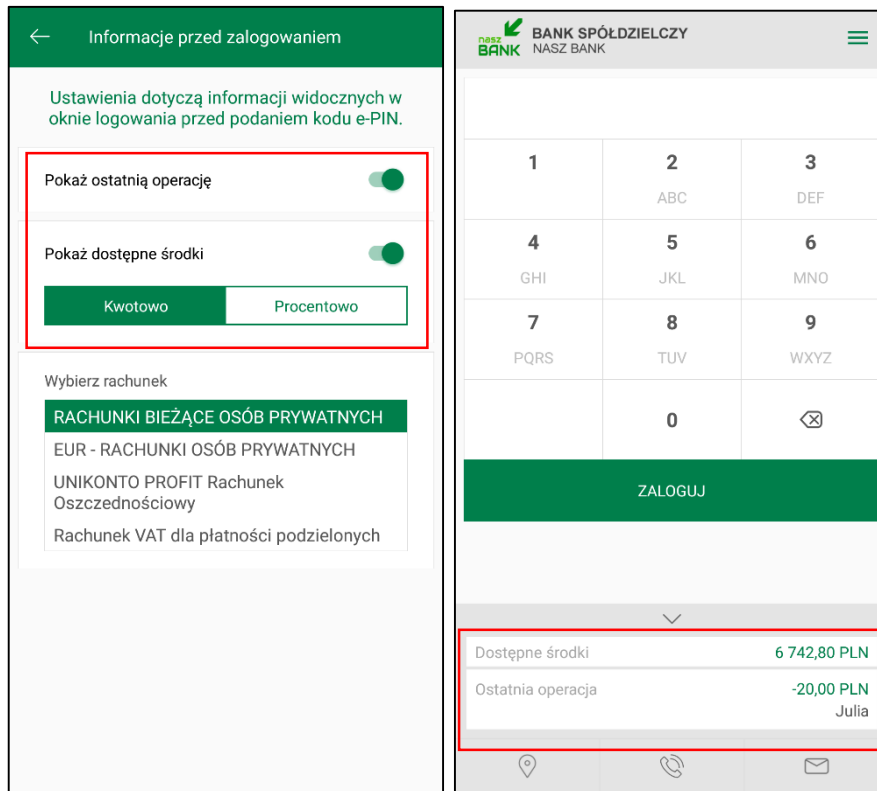 Informacje przed zalogowaniem
Ustawienia dotyczą informacji widocznych w
oknie logowania przed podaniem kodu e-PIN.
Pokaż ostatnią operację
Pokaż dostępne środki
Kwotowo Procentowo
Wybierz rachunek
RACHUNKI BIEŻĄCE OSÓB PRYWATNYCH
EUR - RACHUNKI OSÓB PRYWATNYCH
UNIKONTO PROFIT Rachunek
Oszczednościowy
Rachunek VAT dla płatności podzielonych
nasz
BANK
BANK SPÓŁDZIELCZY
NASZ BANK
1 2 3
ABC DEF
4 5 6
GHI JKL MNO
7 8 9
PQRS TUV WXYZ
0
ZALOGUJ
Dostępne środki 6 742,80 PLN
Ostatnia operacja -20,00 PLN
Julia